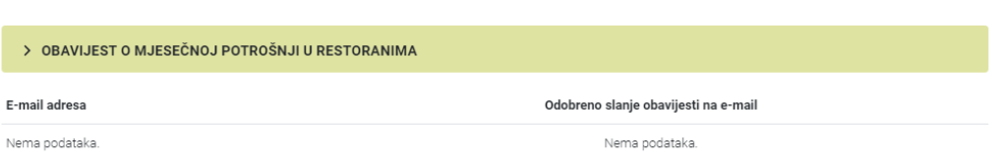 OBAVIJEST O MJESEČNOJ POTROŠNJI U RESTORANIMA
E-mail adresa Odobreno slanje obavijesti na e-mail
Nema podataka. Nema podataka.